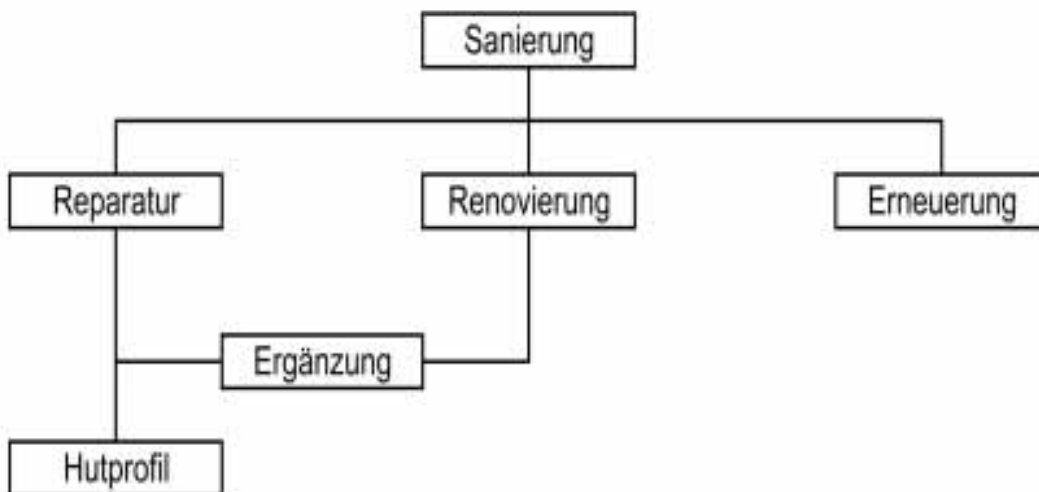 Sanierung
Reparatur
Renovierung
Erneuerung
Ergänzung
Hutprofil